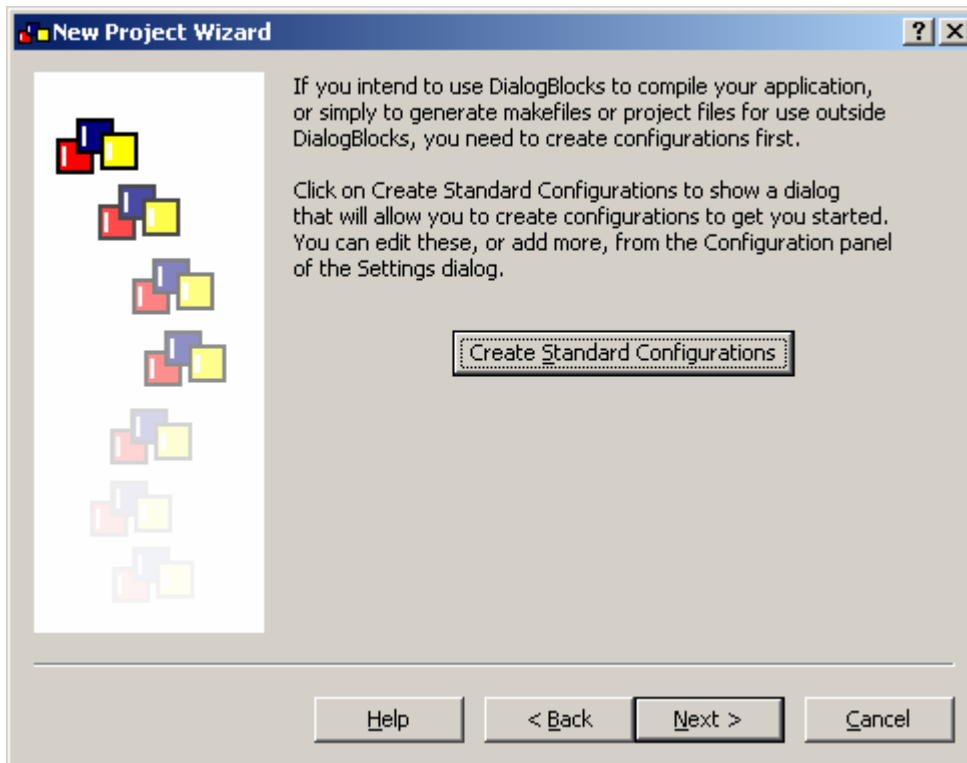 New Project Wizard
If you intend to use DialogBlocks to compile your application,
or simply to generate makefiles or project files for use outside
DialogBlocks, you need to create configurations first.
Click on Create Standard Configurations to show a dialog
that will allow you to create configurations to get you started.
You can edit these, or add more, from the Configuration panel
of the Settings dialog.
Create Standard Configurations
Help
< Back
Next >
Cancel